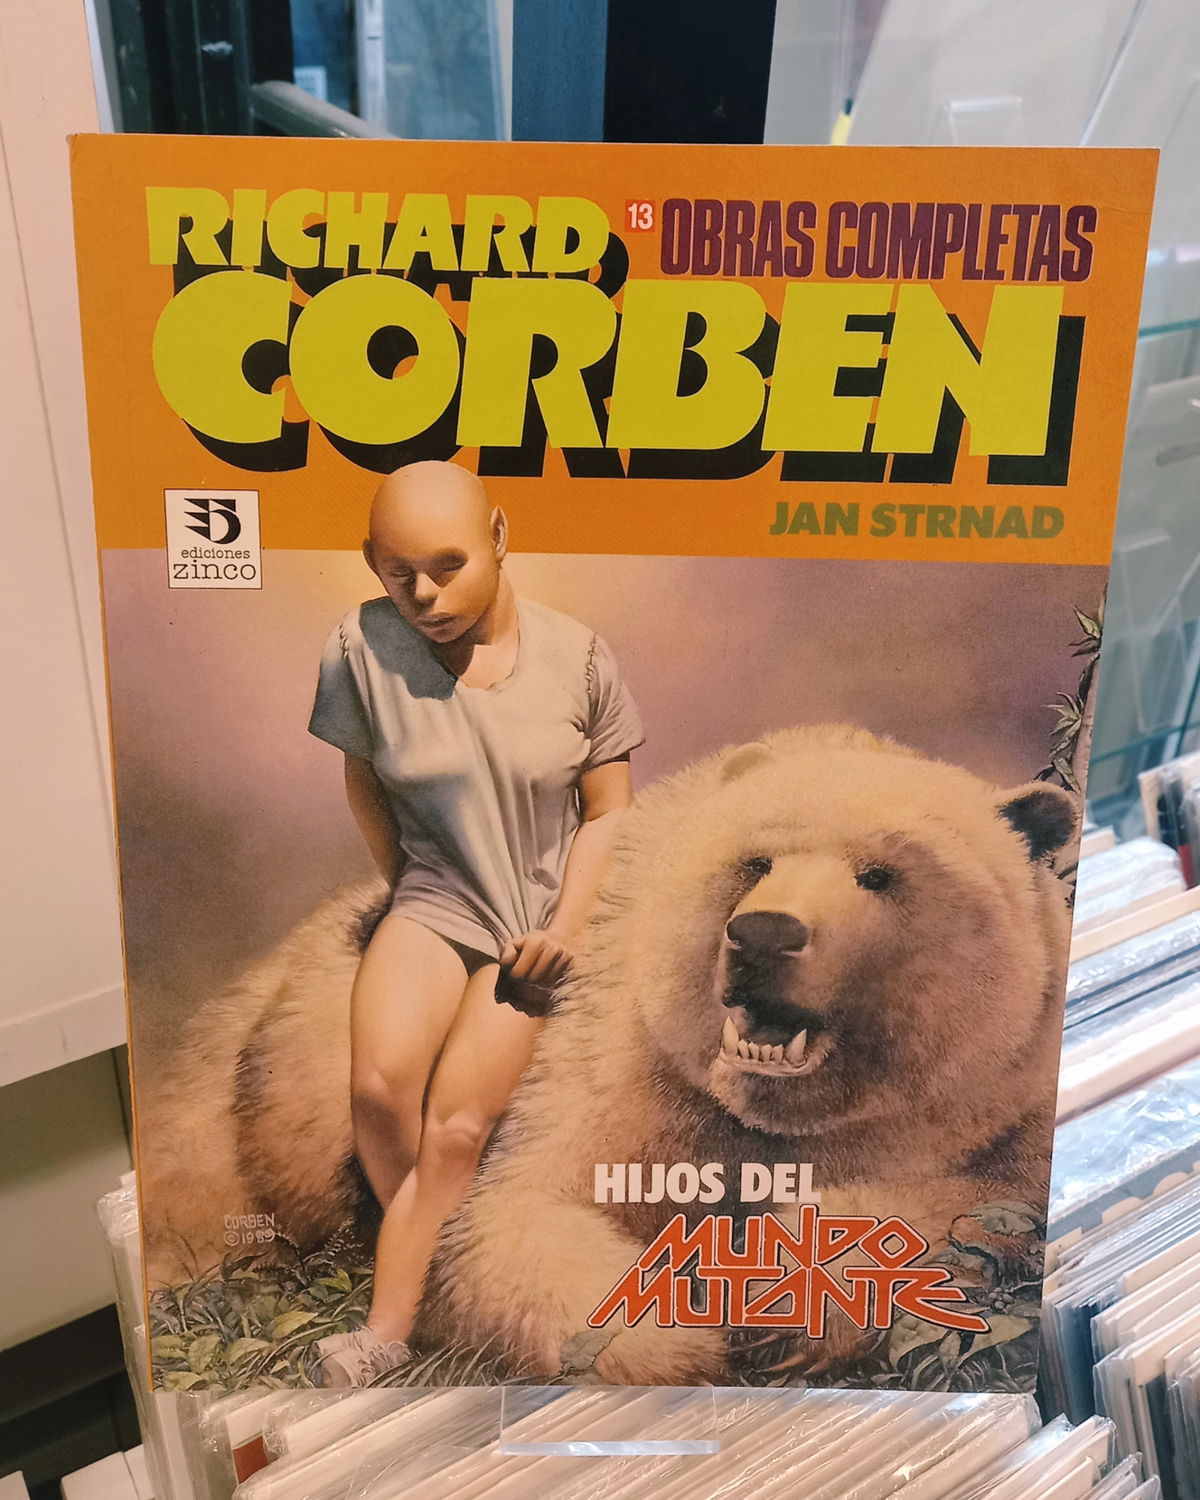 RICHARD
13 OBRAS COMPLETAS
CORBEN
JAN STRNAD
ediciones
zinco
HIJOS DEL
MUNDO
MUTANTE
CORBEN
© 1989